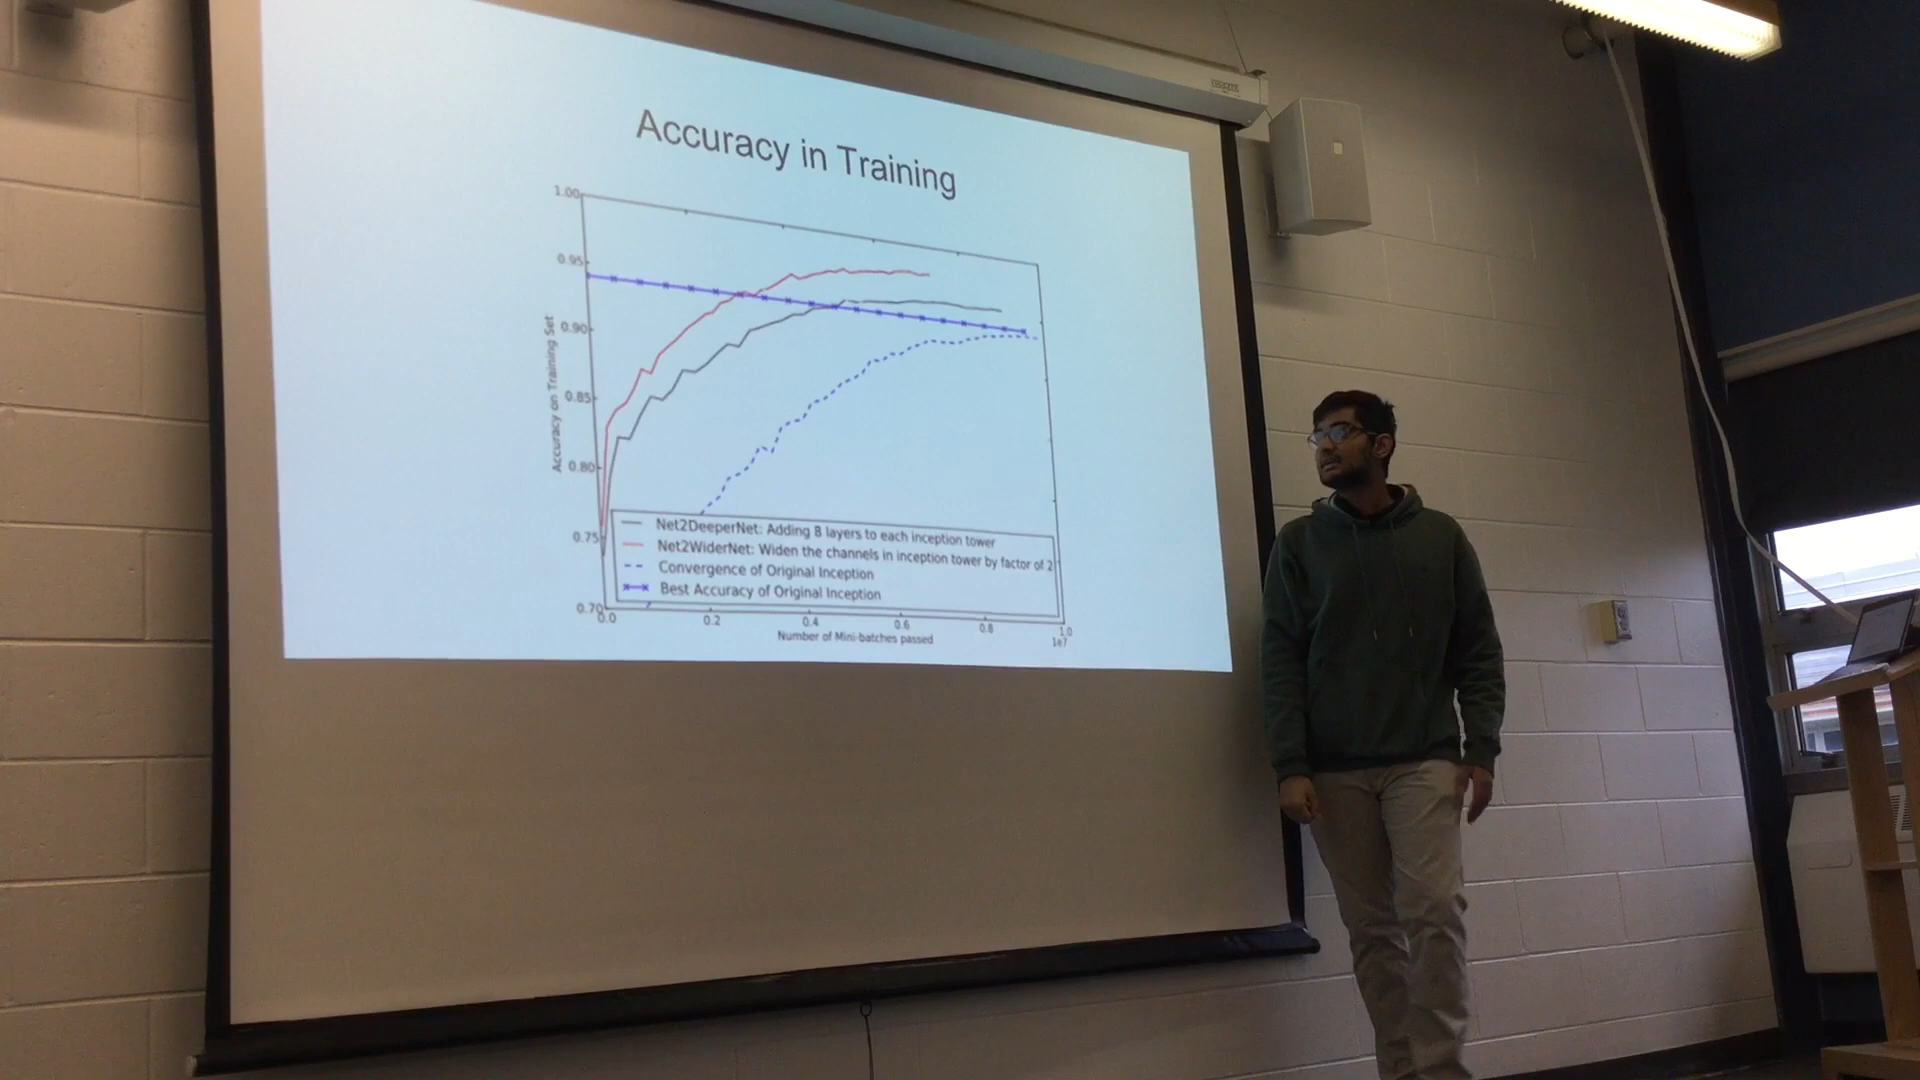 Accuracy in Training
1.00
0.95
0.90
0.85
0.80
0.75
0.70
Accuracy on Training Set
Net2DeeperNet: Adding 8 layers to each inception tower
Net2WiderNet: Widen the channels in inception tower by factor of 2
Convergence of Original Inception
Best Accuracy of Original Inception
0.0 0.2 0.4 0.6 0.8 1.0
1e7
Number of Mini-batches passed